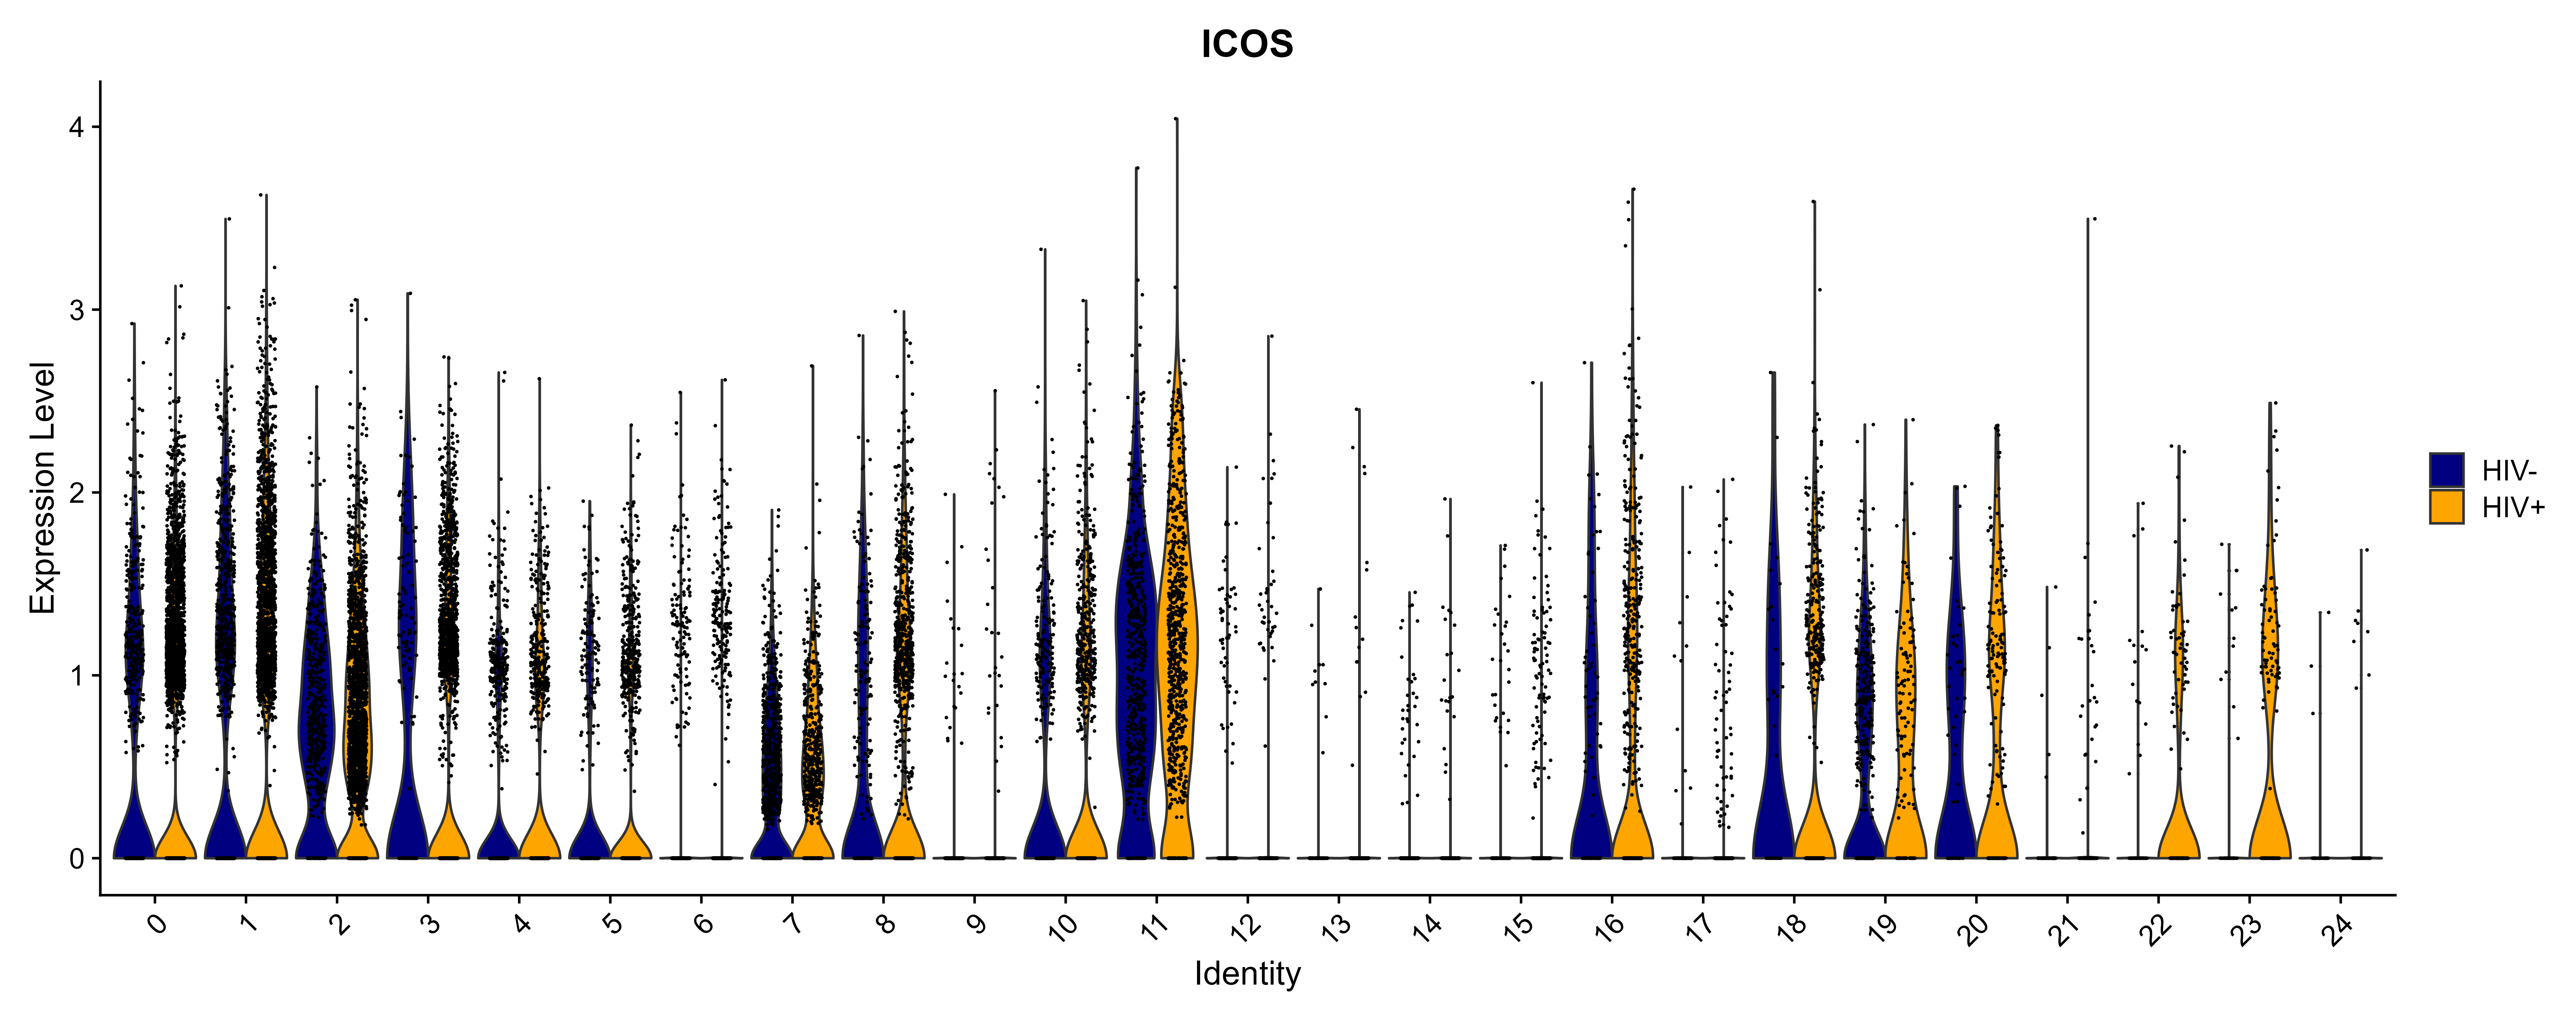 ICOS
4
3
2
1
0
Expression Level
0 1 2 3 4 5 6 7 8 9 10 11 12 13 14 15 16 17 18 19 20 21 22 23 24
Identity
HIV-
HIV+